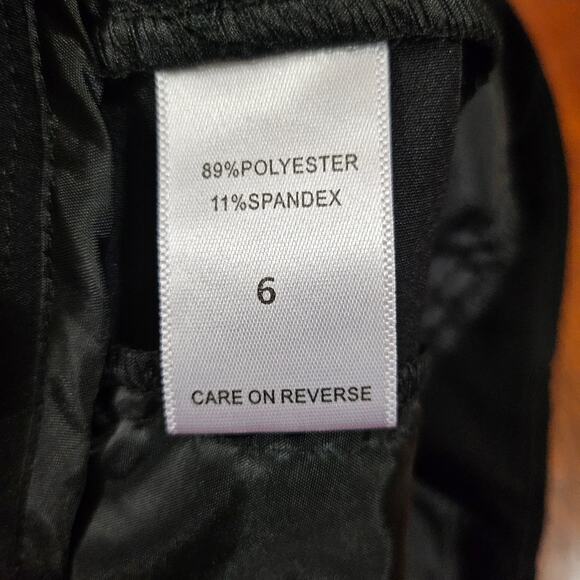 89%POLYESTER
11%SPANDEX
6
CARE ON REVERSE